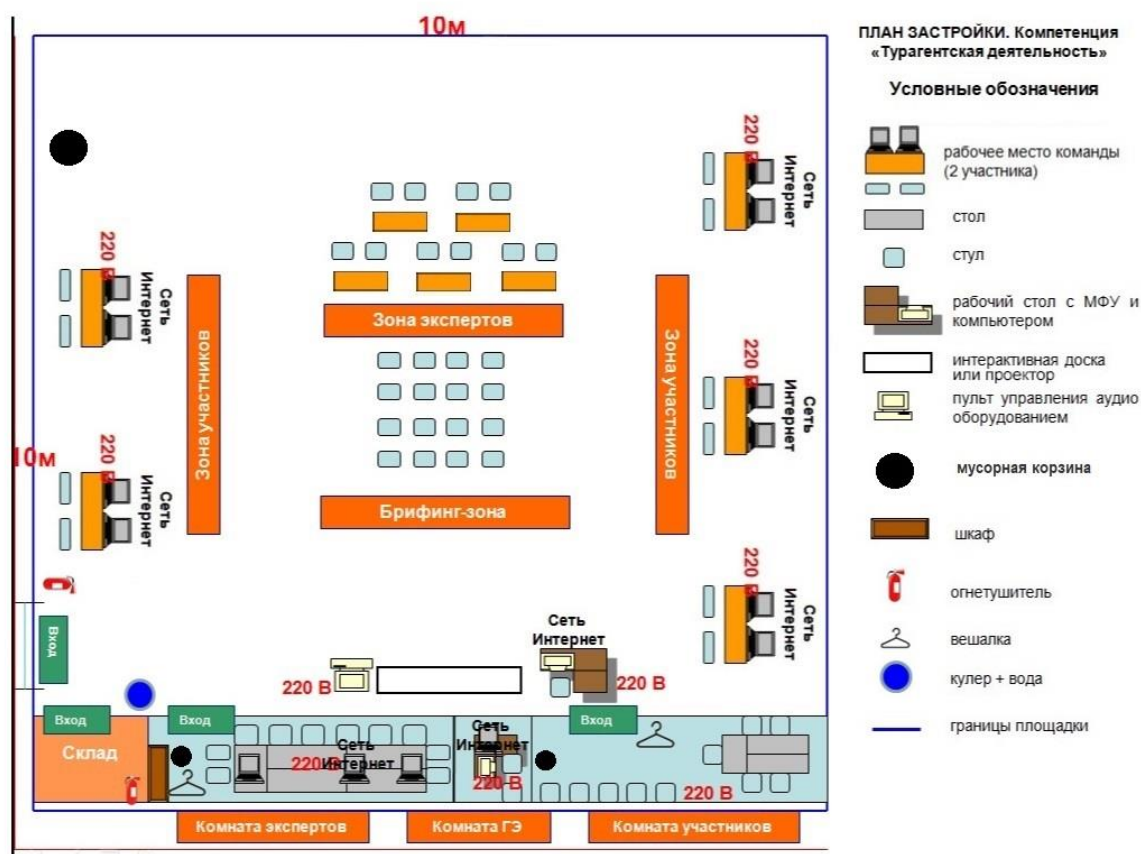 10м
ПЛАН ЗАСТРОЙКИ. Компетенция
«Турагентская деятельность»
Условные обозначения
рабочее место команды
(2 участника)
стол
стул
рабочий стол с МФУ и
компьютером
интерактивная доска
или проектор
пульт управления аудио
оборудованием
мусорная корзина
шкаф
огнетушитель
вешалка
кулер + вода
границы площадки
220
Сеть
Интернет
220
Сеть
Интернет
220
Сеть
Интернет
220
Сеть
Интернет
220
Сеть
Интернет
Зона экспертов
Зона участников
Зона участников
10м
Брифинг-зона
Вход
Сеть
Интернет
220 В
220 В
Вход
Склад
Вход
Сеть
Интернет
220В
Сеть
Интернет
220 В
Вход
220 В
Комната экспертов
Комната ГЭ
Комната участников